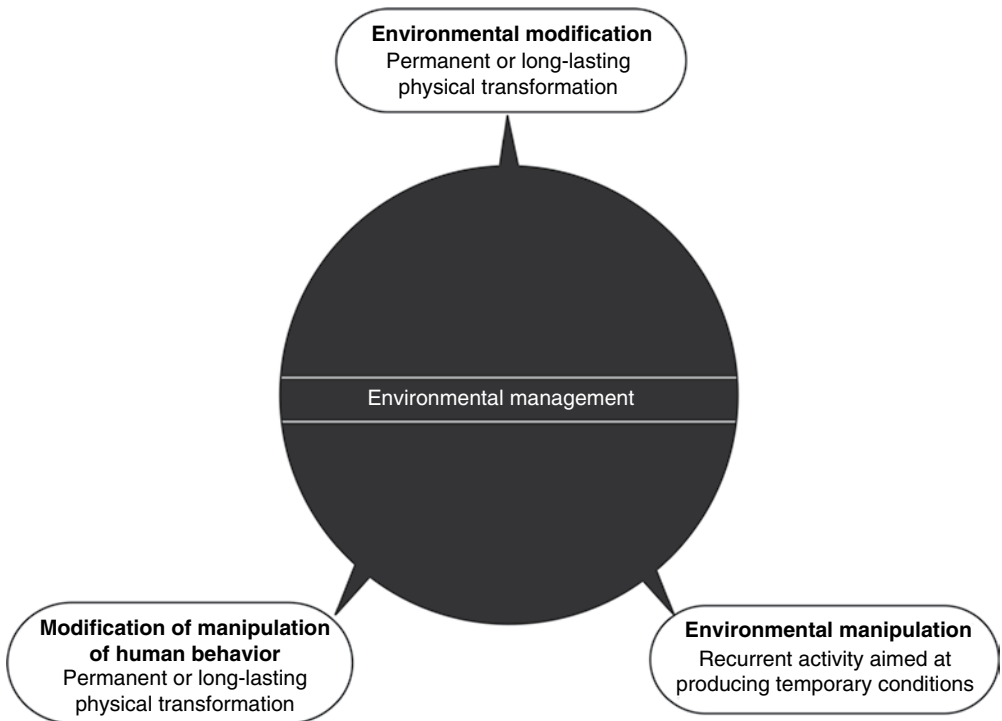 Environmental modification
Permanent or long-lasting
physical transformation
Environmental management
Modification of manipulation
of human behavior
Permanent or long-lasting
physical transformation
Environmental manipulation
Recurrent activity aimed at
producing temporary conditions